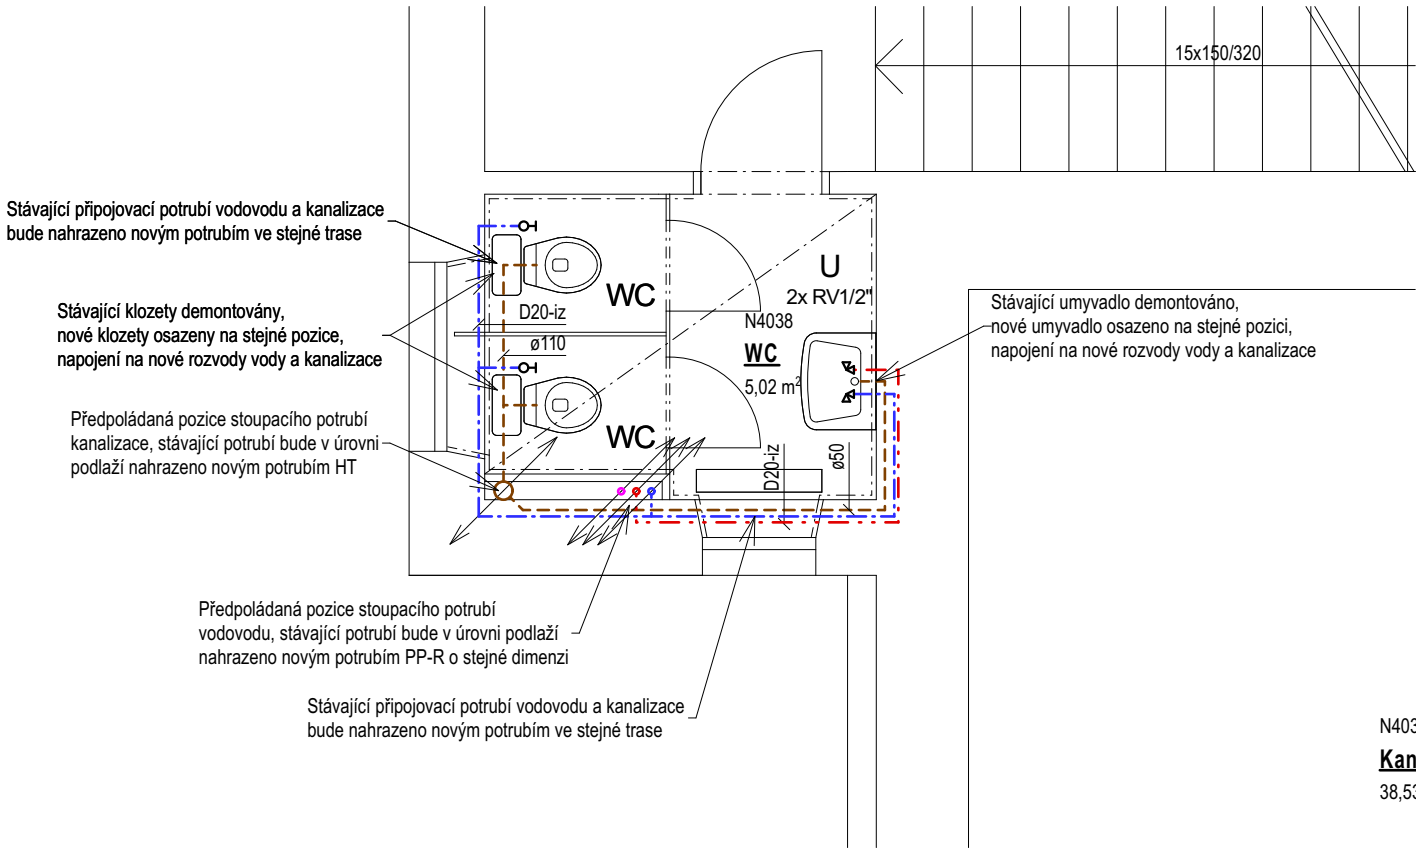 15x150/320
Stávající připojovací potrubí vodovodu a kanalizace
bude nahrazeno novým potrubím ve stejné trase
Stávající klozety demontovány,
nové klozety osazeny na stejné pozice,
napojení na nové rozvody vody a kanalizace
Předpoládaná pozice stoupacího potrubí
kanalizace, stávající potrubí bude v úrovni
podlaží nahrazeno novým potrubím HT
WC
D20-iz
ø110
WC
U
2x RV1/2"
N4038
WC
5,02 m²
D20-iz
ø50
Stávající umyvadlo demontováno,
nové umyvadlo osazeno na stejné pozici,
napojení na nové rozvody vody a kanalizace
Předpoládaná pozice stoupacího potrubí
vodovodu, stávající potrubí bude v úrovni podlaží
nahrazeno novým potrubím PP-R o stejné dimenzi
Stávající připojovací potrubí vodovodu a kanalizace
bude nahrazeno novým potrubím ve stejné trase
N403
Kan
38,53